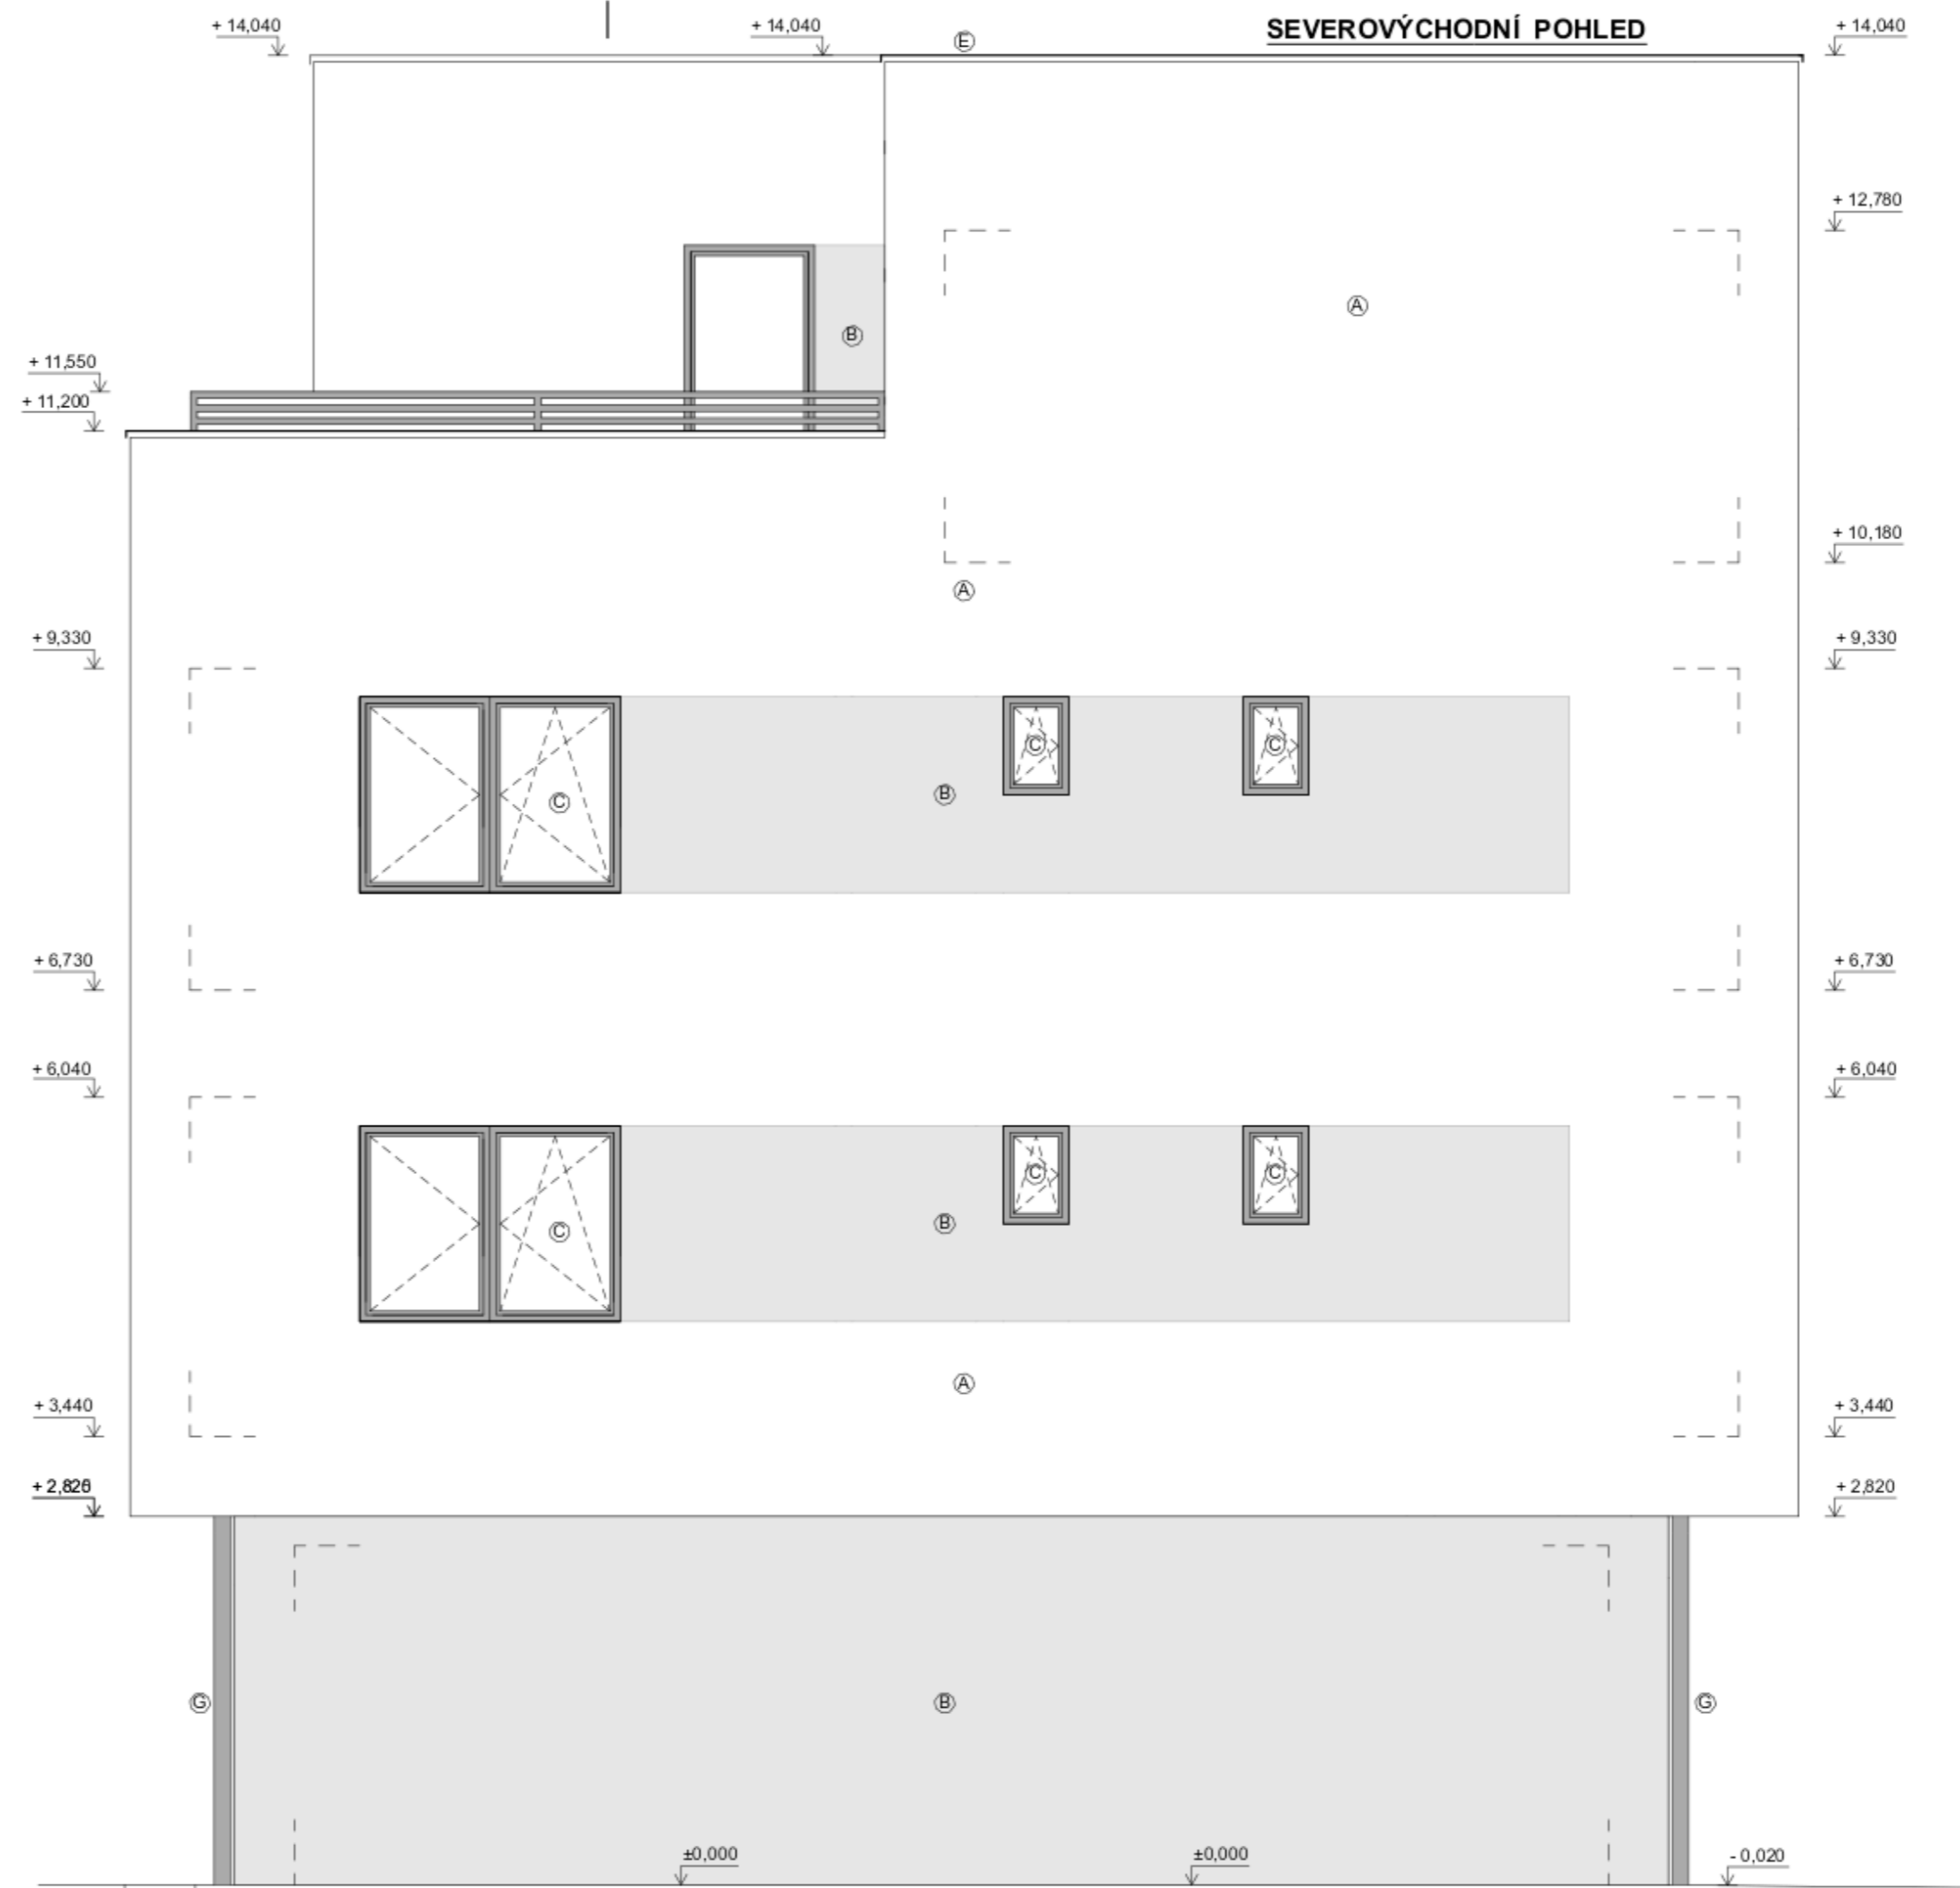 + 14,040
+ 14,040
E
SEVEROVÝCHODNÍ POHLED
+ 14,040
+ 12,780
A
B
+ 11,550
+ 11,200
+ 10,180
A
+ 9,330
+ 9,330
C
C
C
B
+ 6,730
+ 6,730
+ 6,040
+ 6,040
C
C
C
B
A
+ 3,440
+ 3,440
+ 2,820
G
B
G
±0,000
±0,000
- 0,020